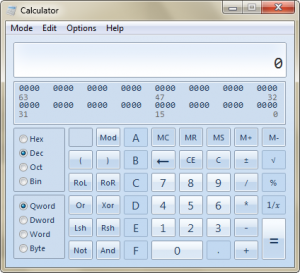 Calculator
Mode Edit Options Help
0
0000 0000 0000 0000 0000 0000 0000 0000
63 47 32
0000 0000 0000 0000 0000 0000 0000 0000
31 15 0
Hex Mod A MC MR MS M+ M-
Dec ( ) B ← CE C ± √
Oct RoL RoR C 7 8 9 / %
Bin
Qword Or Xor D 4 5 6 * 1/x
Dword Lsh Rsh E 1 2 3 - =
Word
Byte Not And F 0 . +